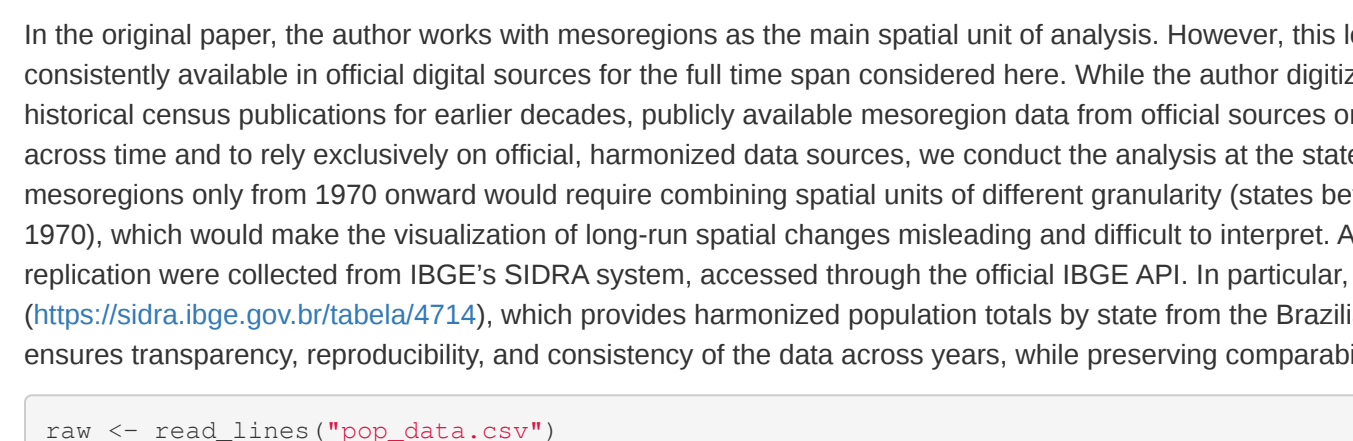 In the original paper, the author works with mesoregions as the main spatial unit of analysis. However, this
consistently available in official digital sources for the full time span considered here. While the author
historical census publications for earlier decades, publicly available mesoregion data from official sources
across time and to rely exclusively on official, harmonized data sources, we conduct the analysis at the
mesoregions only from 1970 onward would require combining spatial units of different granularity (states
1970), which would make the visualization of long-run spatial changes misleading and difficult to interpret.
replication were collected from IBGE's SIDRA system, accessed through the official IBGE API. In particular,
(https://sidra.ibge.gov.br/tabela/4714), which provides harmonized population totals by state from the
ensures transparency, reproducibility, and consistency of the data across years, while preserving
raw <- read_lines("pop_data.csv")